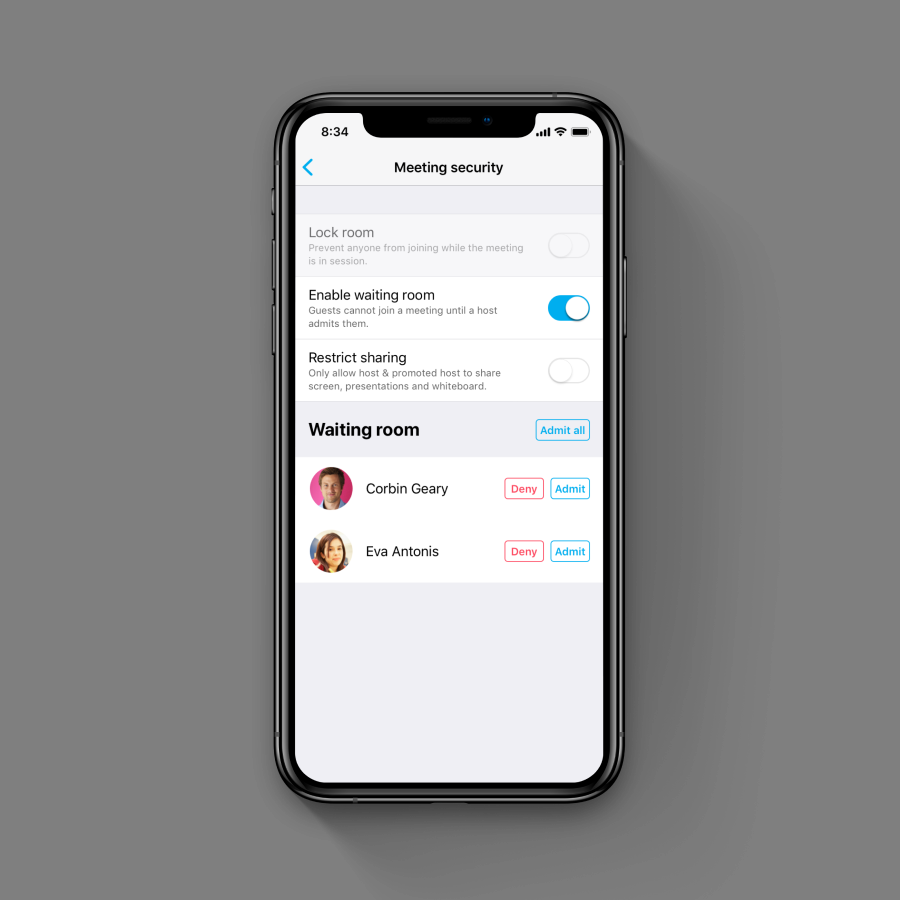 8:34
Meeting security
Lock room
Prevent anyone from joining while the meeting
is in session.
Enable waiting room
Guests cannot join a meeting until a host
admits them.
Restrict sharing
Only allow host & promoted host to share
screen, presentations and whiteboard.
Waiting room
Admit all
Corbin Geary
Deny
Admit
Eva Antonis
Deny
Admit